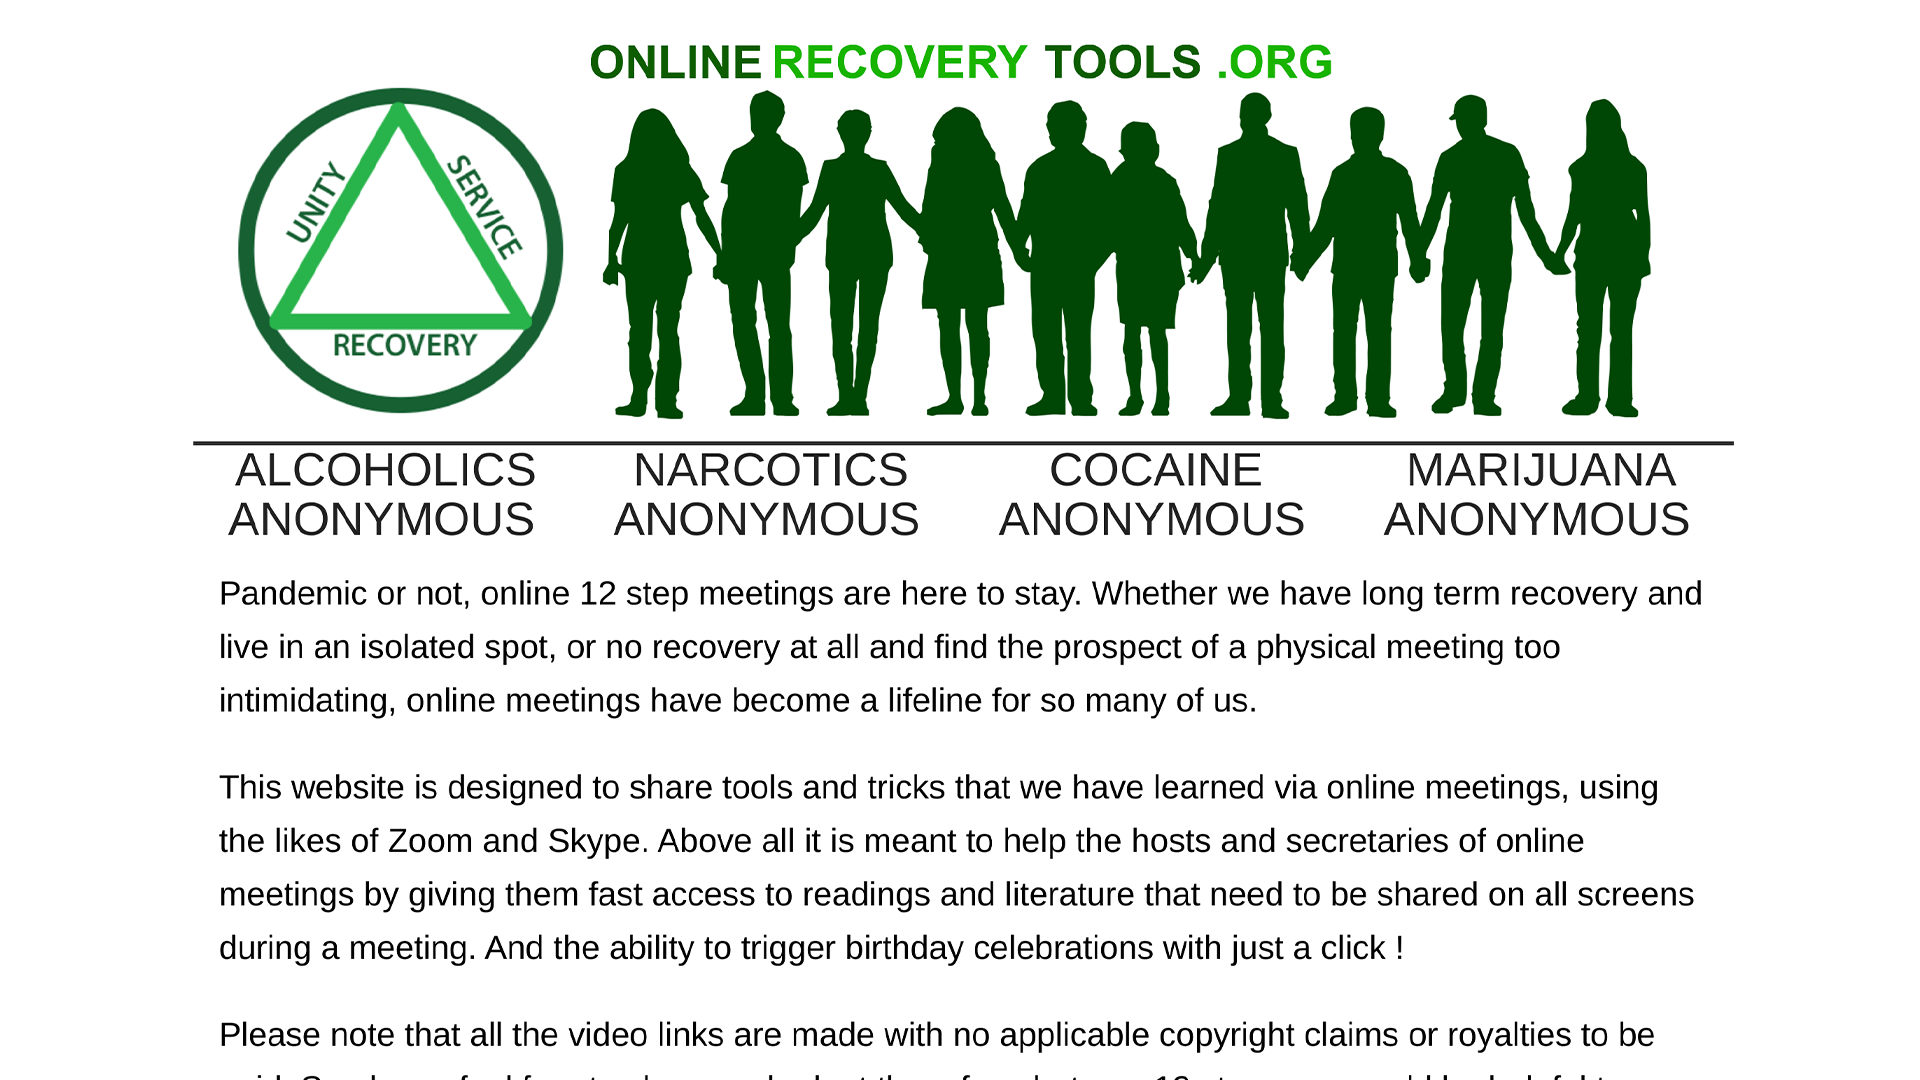 ONLINE RECOVERY TOOLS .ORG
UNITY
SERVICE
RECOVERY
ALCOHOLICS ANONYMOUS
NARCOTICS ANONYMOUS
COCAINE ANONYMOUS
MARIJUANA ANONYMOUS
Pandemic or not, online 12 step meetings are here to stay. Whether we have long term recovery and
live in an isolated spot, or no recovery at all and find the prospect of a physical meeting too
intimidating, online meetings have become a lifeline for so many of us.
This website is designed to share tools and tricks that we have learned via online meetings, using
the likes of Zoom and Skype. Above all it is meant to help the hosts and secretaries of online
meetings by giving them fast access to readings and literature that need to be shared on all screens
during a meeting. And the ability to trigger birthday celebrations with just a click !
Please note that all the video links are made with no applicable copyright claims or royalties to be